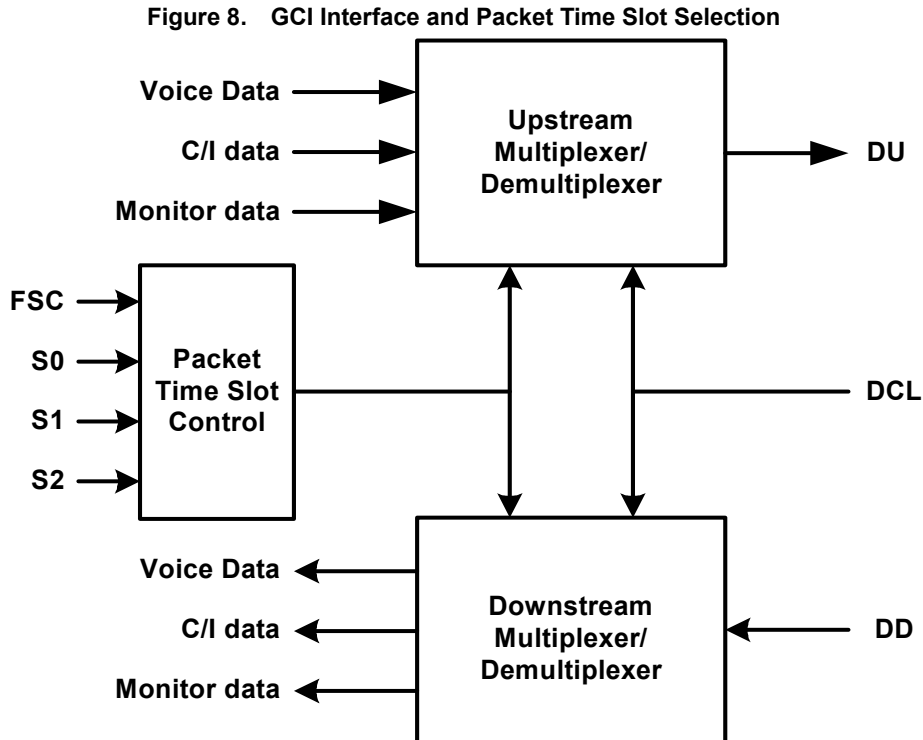 Figure 8. GCI Interface and Packet Time Slot Selection
Voice Data
C/I data
Monitor data
Upstream
Multiplexer/
Demultiplexer
DU
FSC
S0
S1
S2
Packet
Time Slot
Control
DCL
Voice Data
C/I data
Monitor data
Downstream
Multiplexer/
Demultiplexer
DD